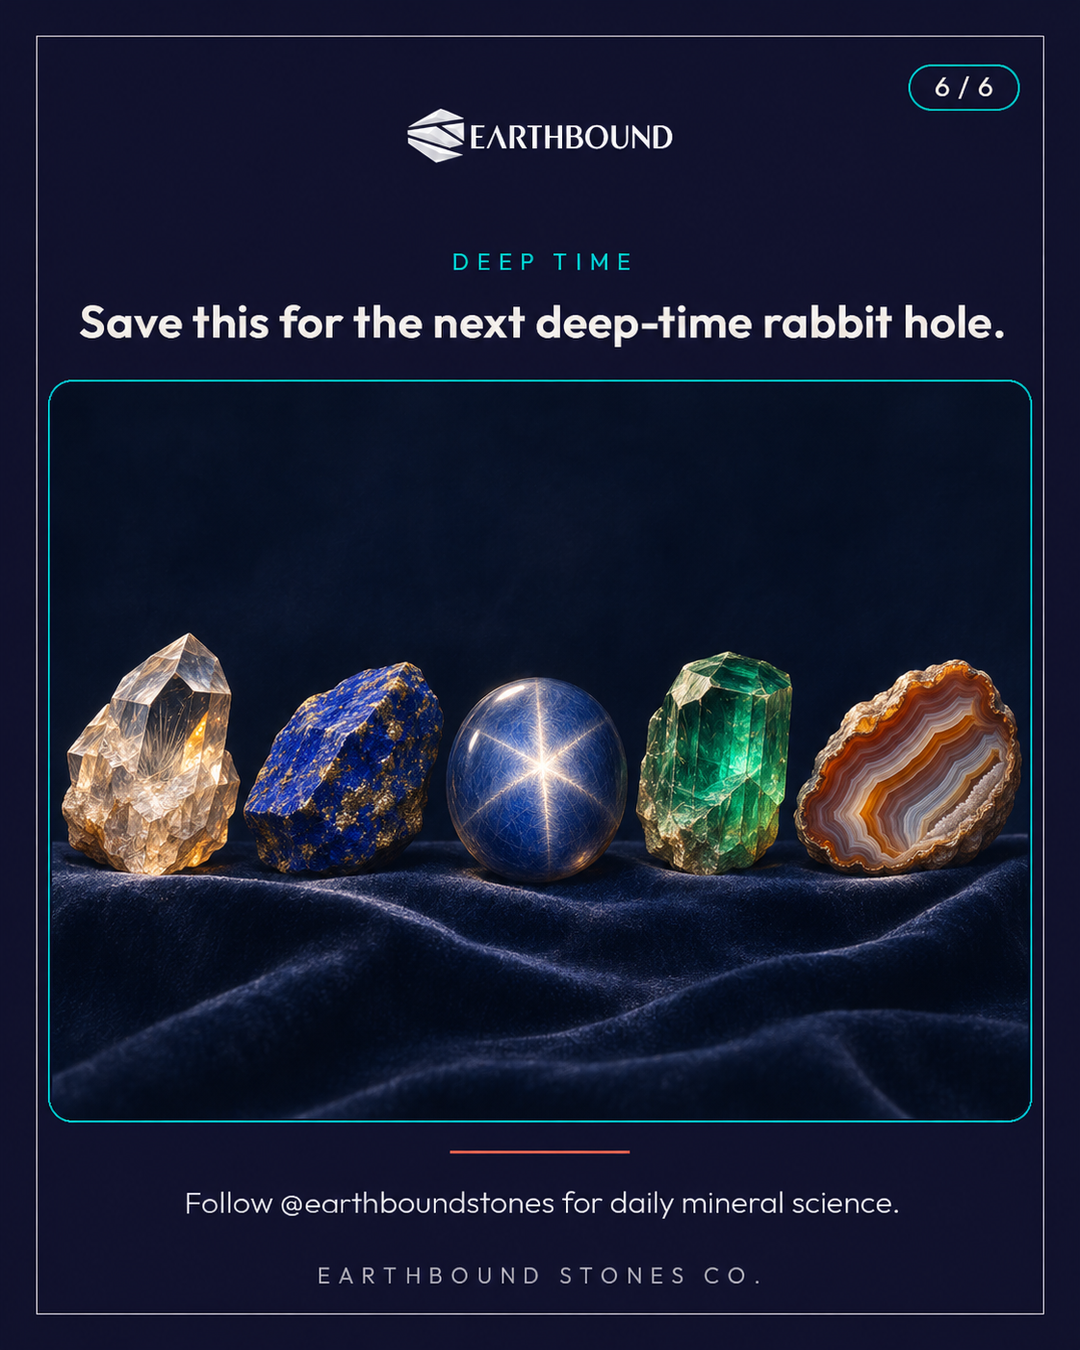 6 / 6
EARTHBOUND
DEEP TIME
Save this for the next deep-time rabbit hole.
Follow @earthboundstones for daily mineral science.
EARTHBOUND STONES CO.